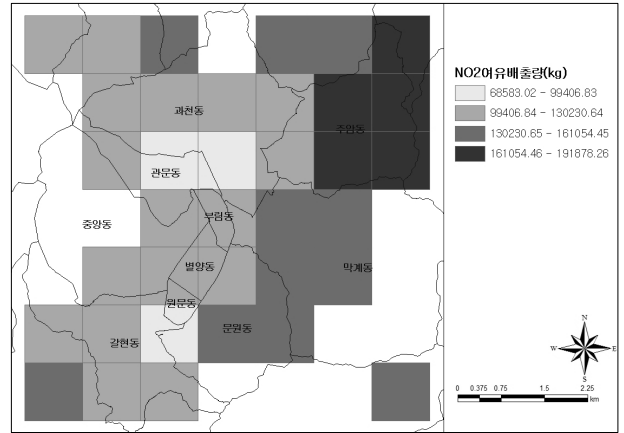 NO2여유배출량(kg)
68583.02 - 99406.83
99406.84 - 130230.64
130230.65 - 161054.45
161054.46 - 191878.26
과천동
주암동
관문동
중앙동
부림동
별양동
막계동
원문동
갈현동
문원동
N
W
E
S
0 0.375 0.75 1.5 2.25
km